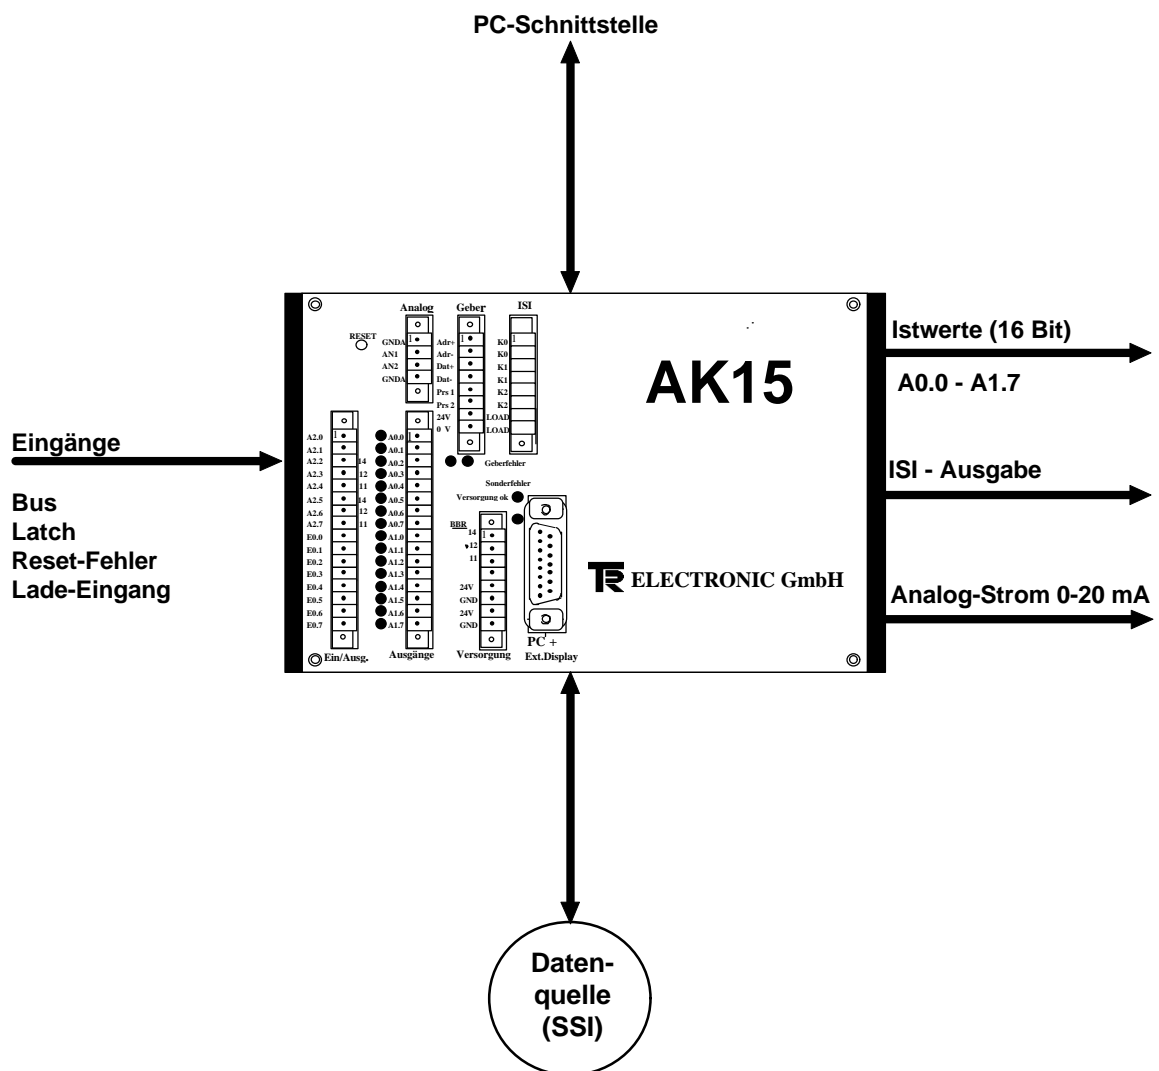 PC-Schnittstelle
Analog
Geber
ISI
RESET
GNDA
AN1
AN2
GNDA
1
Adr+
Adr-
Dat+
Dat-
Prs 1
Prs 2
24V
0 V
1
K0
K0
K1
K1
K2
K2
LOAD
LOAD
1
AK15
Istwerte (16 Bit)
A0.0 - A1.7
ISI - Ausgabe
Analog-Strom 0-20 mA
Eingänge
Bus
Latch
Reset-Fehler
Lade-Eingang
A2.0
A2.1
A2.2
A2.3
A2.4
A2.5
A2.6
A2.7
E0.0
E0.1
E0.2
E0.3
E0.4
E0.5
E0.6
E0.7
1
14
12
11
14
12
11
Ein/Ausg.
A0.0
A0.1
A0.2
A0.3
A0.4
A0.5
A0.6
A0.7
A1.0
A1.1
A1.2
A1.3
A1.4
A1.5
A1.6
A1.7
1
Ausgänge
Geberfehler
Sonderfehler
Versorgung ok
BBR
14
12
11
24V
GND
24V
GND
1
Versorgung
PC +
Ext.Display
TR ELECTRONIC GmbH
Daten-
quelle
(SSI)